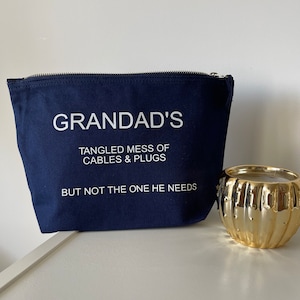 GRANDAD'S
TANGLED MESS OF
CABLES & PLUGS
BUT NOT THE ONE HE NEEDS